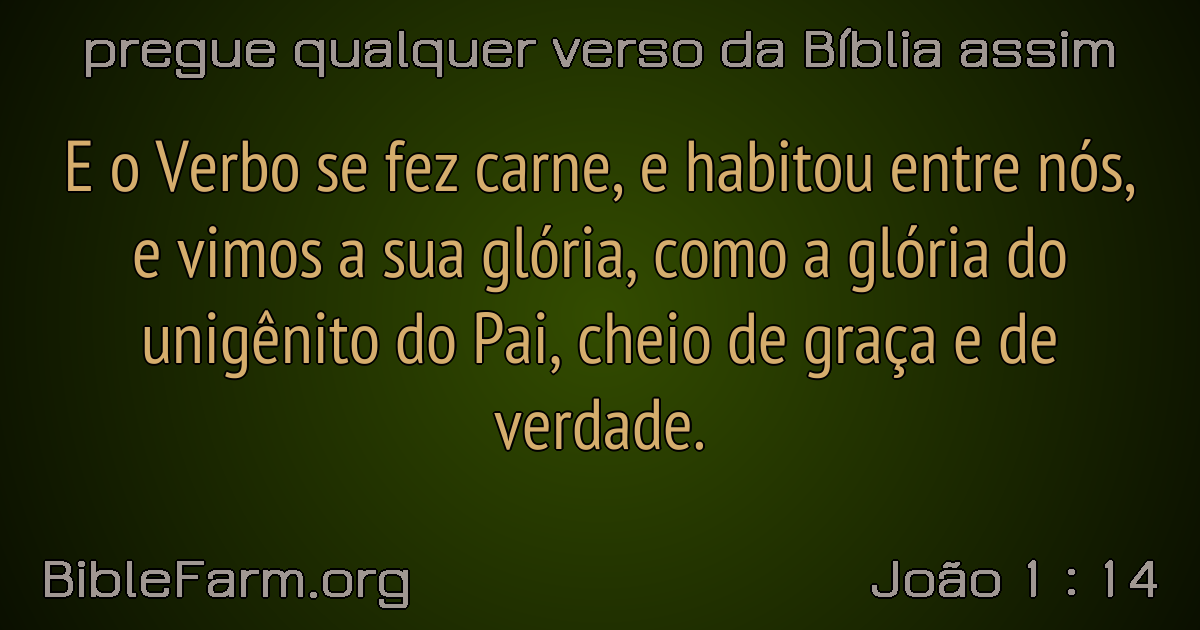 pregue qualquer verso da Bíblia assim
E o Verbo se fez carne, e habitou entre nós,
e vimos a sua glória, como a glória do
unigênito do Pai, cheio de graça e de
verdade.
BibleFarm.org
João 1 : 14